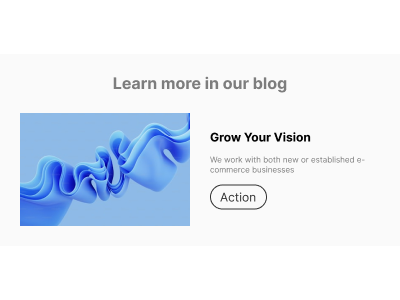 Learn more in our blog
Grow Your Vision
We work with both new or established e-
commerce businesses
Action